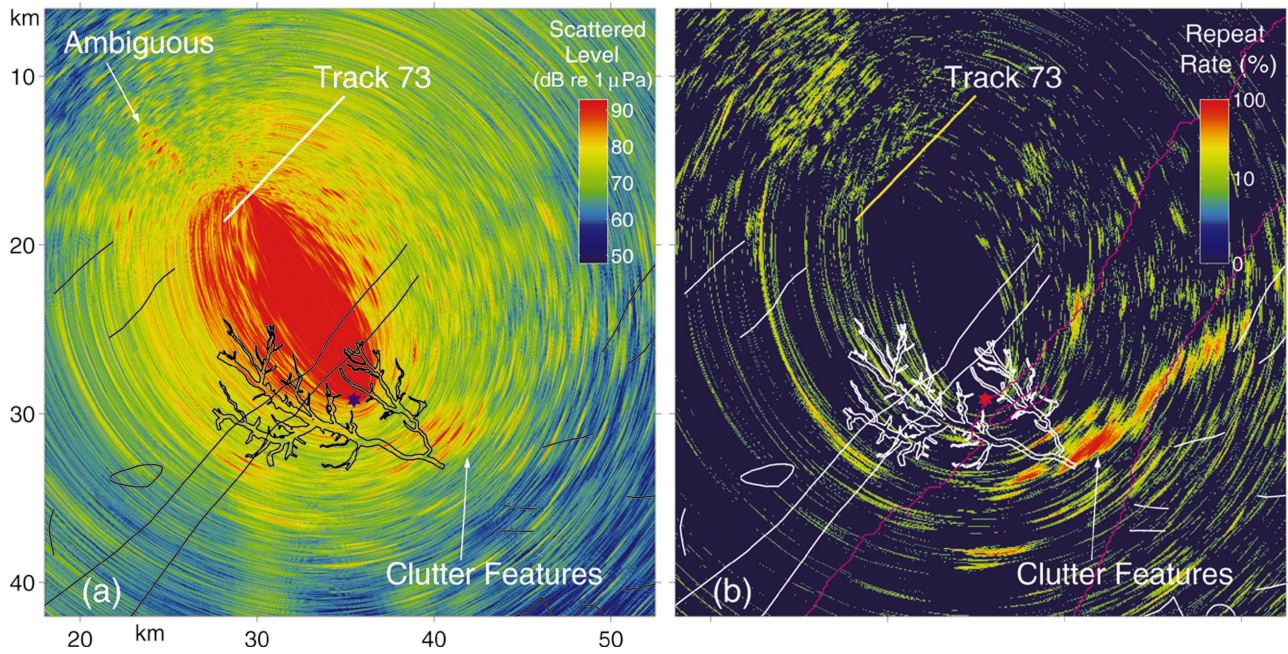 km
10
20
30
40
Ambiguous
Track 73
Scattered
Level
(dB re 1 μPa)
90
80
70
60
50
Clutter Features
(a)
20
km
30
40
50
Track 73
Repeat
Rate (%)
100
10
0
Clutter Features
(b)